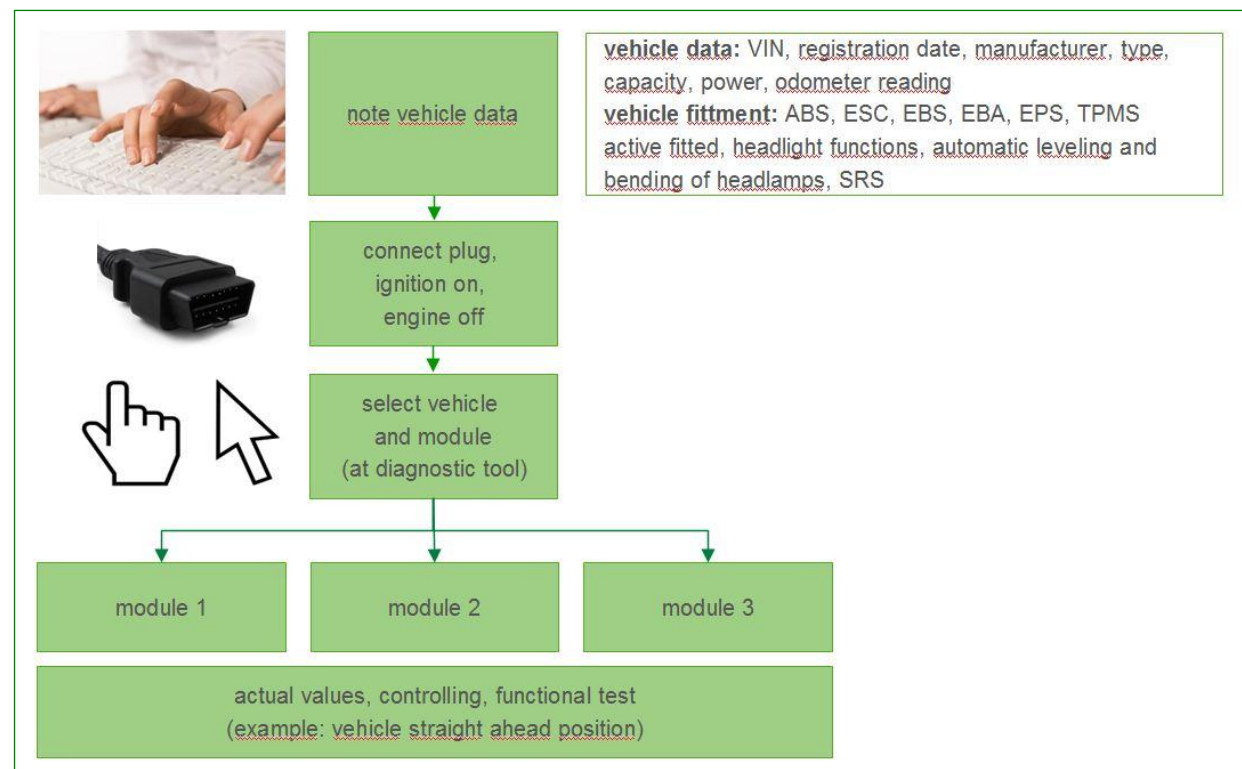 note vehicle data
vehicle data: VIN, registration date, manufacturer, type,
capacity, power, odometer reading
vehicle fittment: ABS, ESC, EBS, EBA, EPS, TPMS
active fitted, headlight functions, automatic leveling and
bending of headlamps, SRS
connect plug,
ignition on,
engine off
select vehicle
and module
(at diagnostic tool)
module 1
module 2
module 3
actual values, controlling, functional test
(example: vehicle straight ahead position)